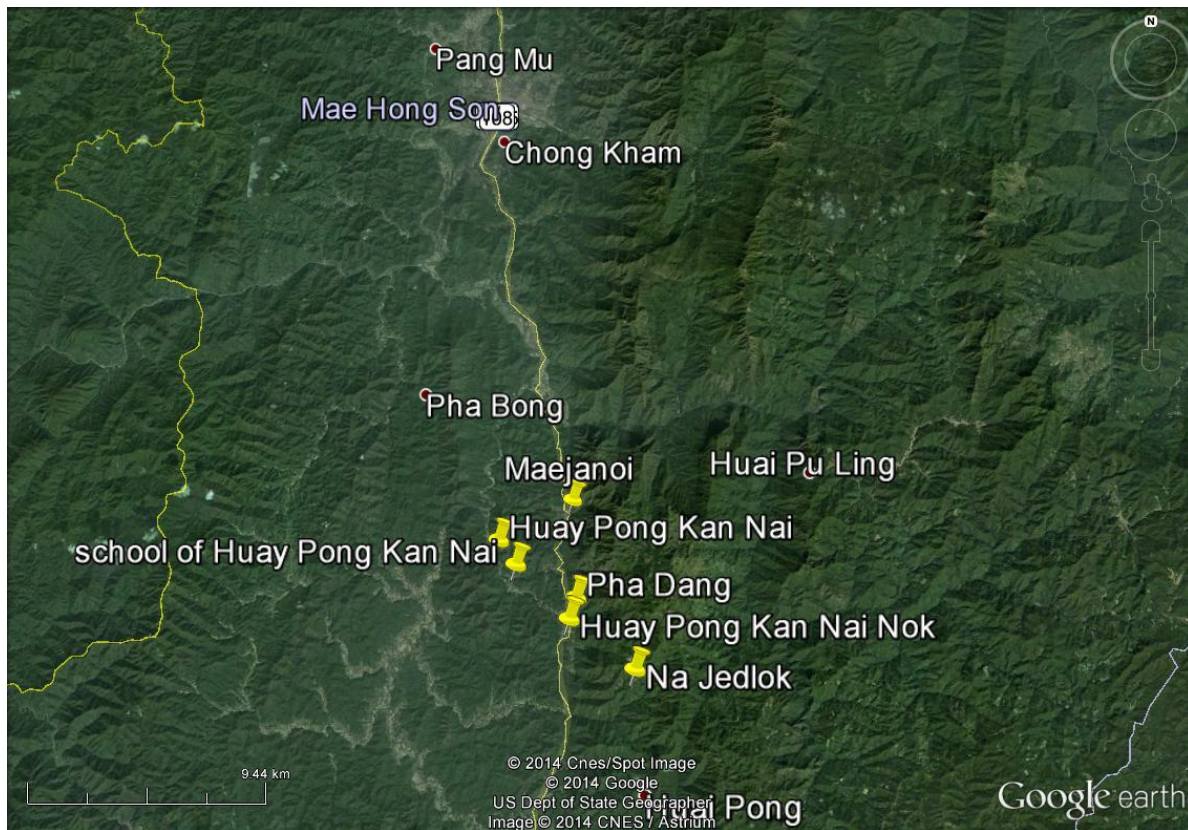 N
Pang Mu
Mae Hong Son
108
Chong Kham
Pha Bong
Maejanoi
Huai Pu Ling
Huay Pong Kan Nai
school of Huay Pong Kan Nai
Pha Dang
Huay Pong Kan Nai Nok
Na Jedlok
9.44 km
© 2014 Cnes/Spot Image
© 2014 Google
US Dept of State Geographer
Huai Pong
Image © 2014 CNES / Astrium
Google earth